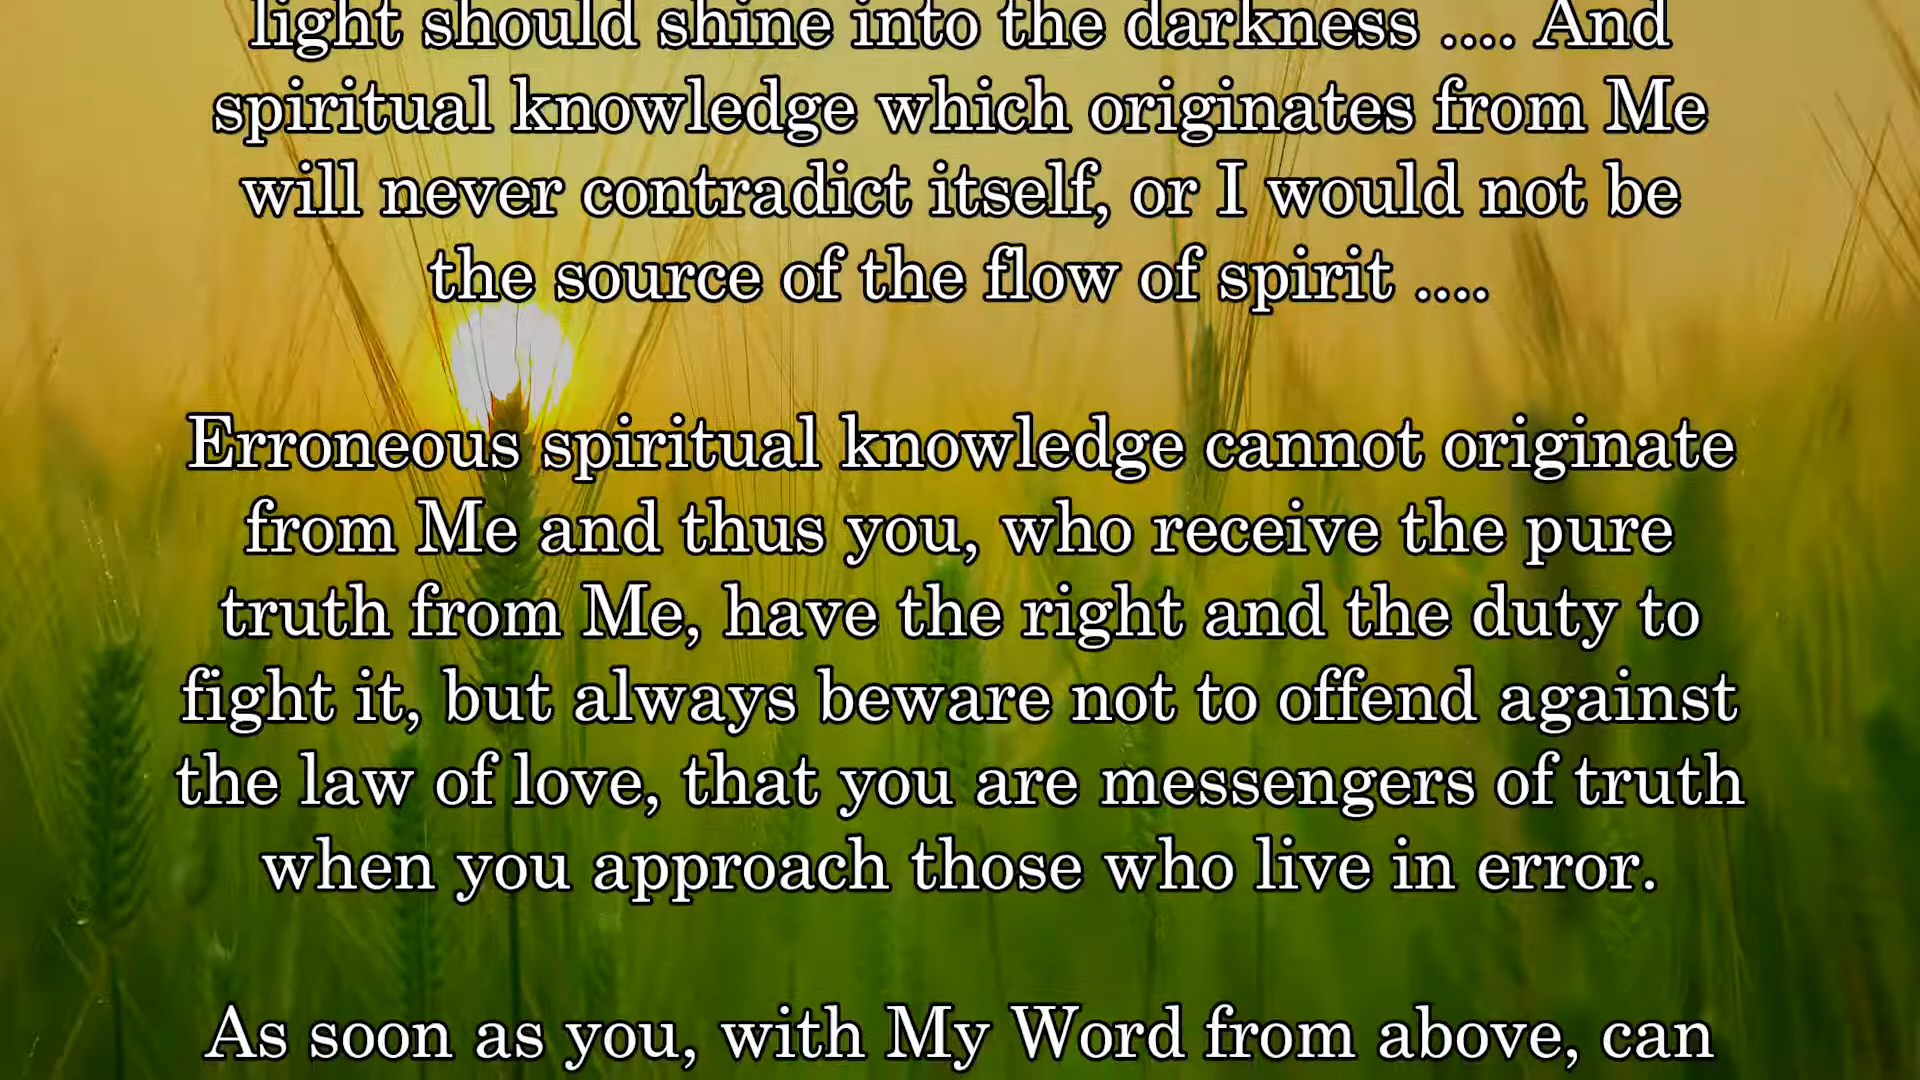 light should shine into the darkness .... And
spiritual knowledge which originates from Me
will never contradict itself, or I would not be
the source of the flow of spirit ....
Erroneous spiritual knowledge cannot originate
from Me and thus you, who receive the pure
truth from Me, have the right and the duty to
fight it, but always beware not to offend against
the law of love, that you are messengers of truth
when you approach those who live in error.
As soon as you, with My Word from above, can